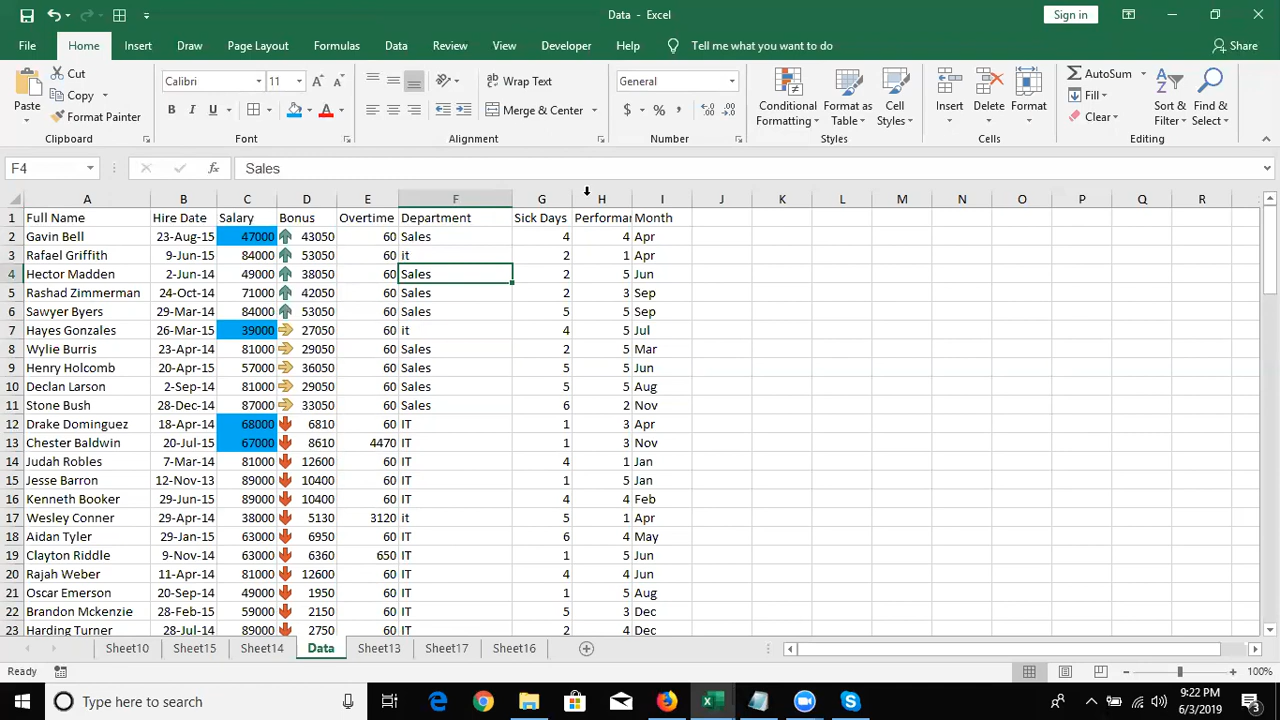 Data - Excel
Sign in
File Home Insert Draw Page Layout Formulas Data Review View Developer Help Tell me what you want to do Share
Paste Cut Copy Format Painter Clipboard
Calibri 11 B I U A Font
Wrap Text Merge & Center Alignment
General $ % , Number
Conditional Formatting Format as Table Cell Styles Styles
Insert Delete Format Cells
AutoSum Fill Clear Sort & Filter Find & Select Editing
F4 fx Sales
A B C D E F G H I J K L M N O P Q R
1 Full Name Hire Date Salary Bonus Overtime Department Sick Days Performan Month
2 Gavin Bell 23-Aug-15 47000 43050 60 Sales 4 4 Apr
3 Rafael Griffith 9-Jun-15 84000 53050 60 it 2 1 Apr
4 Hector Madden 2-Jun-14 49000 38050 60 Sales 2 5 Jun
5 Rashad Zimmerman 24-Oct-14 71000 42050 60 Sales 2 3 Sep
6 Sawyer Byers 29-Mar-15 84000 53050 60 Sales 5 5 Sep
7 Hayes Gonzales 26-Mar-15 39000 27050 60 it 4 5 Jul
8 Wylie Burris 23-Apr-14 81000 29050 60 Sales 2 5 Mar
9 Henry Holcomb 20-Apr-15 57000 36050 60 Sales 5 5 Jun
10 Declan Larson 2-Sep-14 81000 29050 60 Sales 5 5 Aug
11 Stone Bush 28-Dec-14 87000 33050 60 Sales 6 2 Nov
12 Drake Dominguez 18-Apr-14 68000 6810 60 IT 1 3 Apr
13 Chester Baldwin 20-Jul-15 67000 8610 4470 IT 1 3 Nov
14 Judah Robles 7-Mar-14 81000 12600 60 IT 4 1 Jan
15 Jesse Barron 12-Nov-13 89000 10400 60 IT 1 5 Jan
16 Kenneth Booker 29-Jun-15 89000 10400 60 IT 4 4 Feb
17 Wesley Conner 29-Apr-14 38000 5130 3120 it 5 1 Apr
18 Aidan Tyler 29-Jan-15 63000 6950 60 IT 6 4 May
19 Clayton Riddle 9-Nov-14 63000 6360 650 IT 1 5 Jun
20 Rajah Weber 11-Apr-14 81000 12600 60 IT 4 4 Jun
21 Oscar Emerson 20-Sep-14 49000 1950 60 IT 1 5 Aug
22 Brandon Mckenzie 28-Feb-15 59000 2150 60 IT 5 3 Dec
23 Harding Turner 28-Jul-14 89000 2750 60 IT 2 4 Dec
Sheet10 Sheet15 Sheet14 Data Sheet13 Sheet17 Sheet16
Ready 100%
Type here to search
9:22 PM
6/3/2019
3